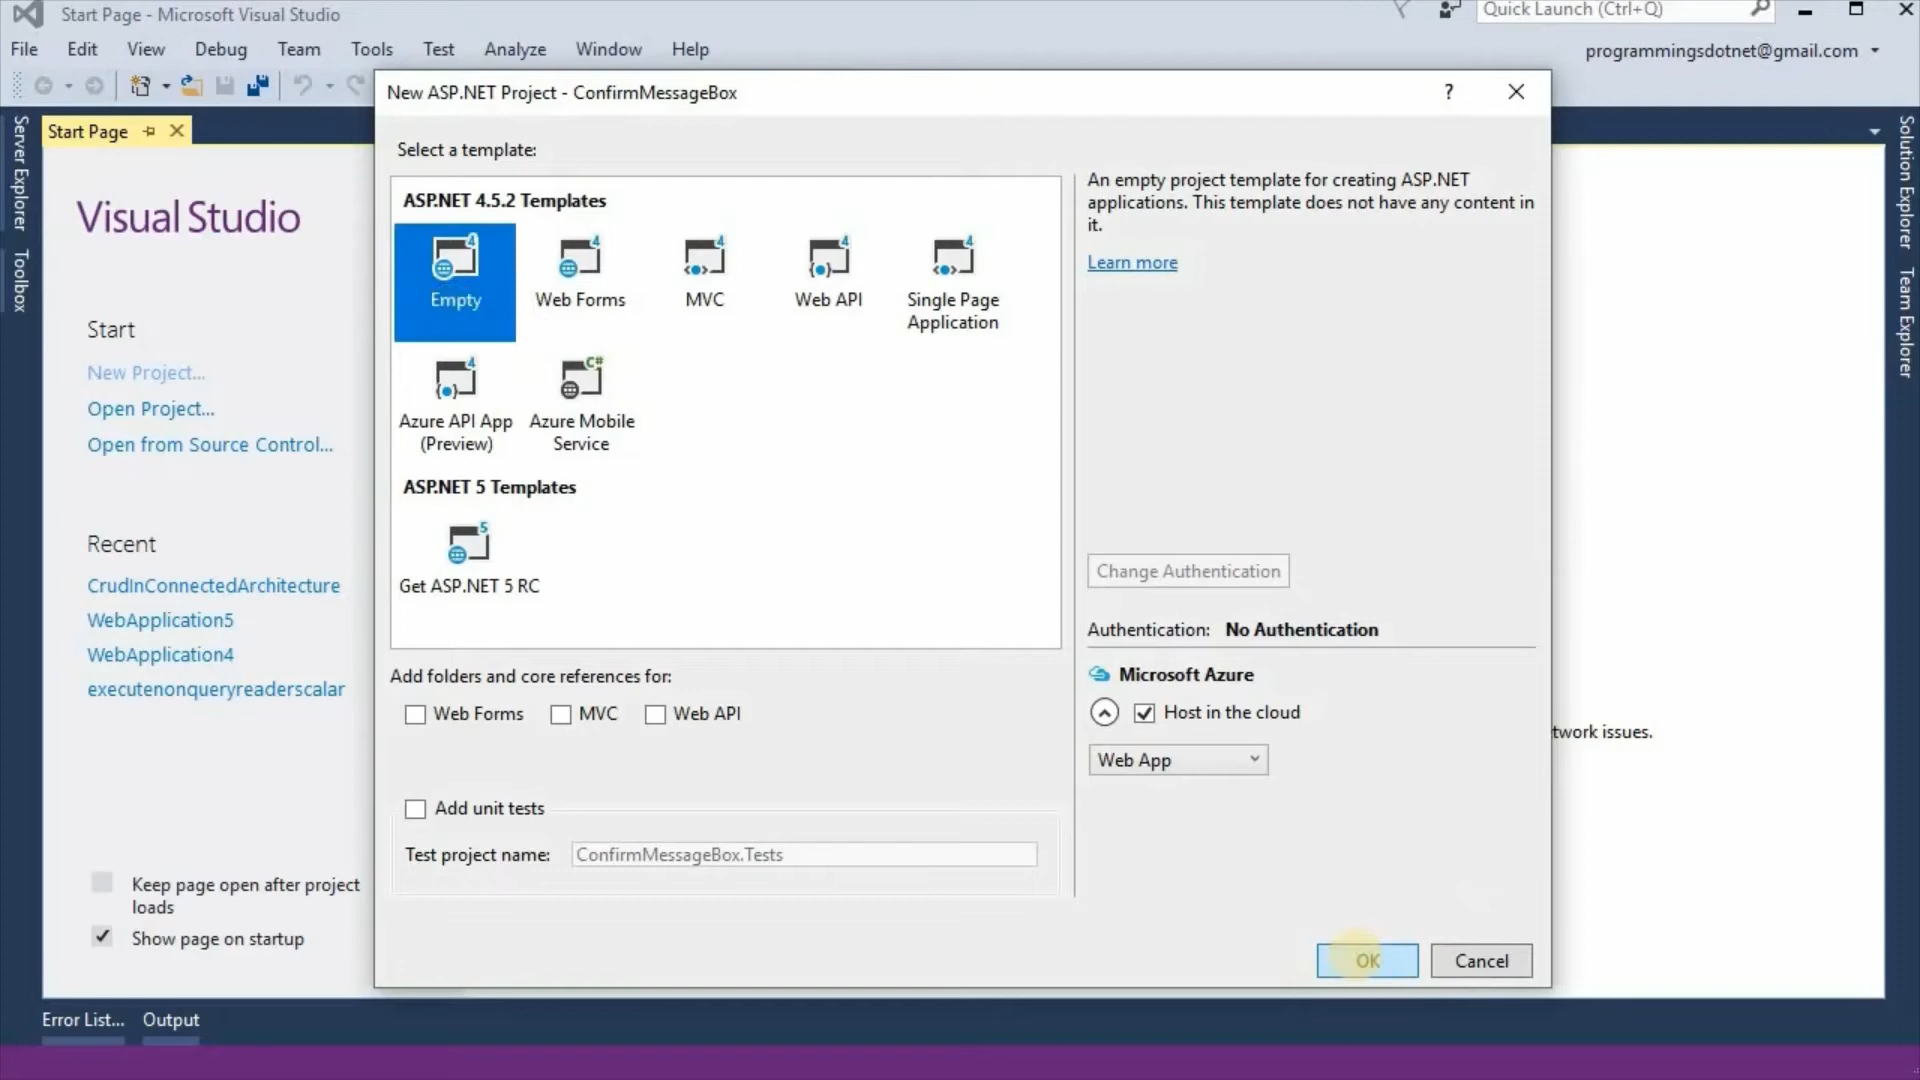 Start Page - Microsoft Visual Studio
Quick Launch (Ctrl+Q)
File Edit View Debug Team Tools Test Analyze Window Help
programmingsdotnet@gmail.com
Server Explorer
Toolbox
Start Page
Visual Studio
Start
New Project...
Open Project...
Open from Source Control...
Recent
CrudInConnectedArchitecture
WebApplication5
WebApplication4
executenonqueryreaderscalar
Keep page open after project
loads
Show page on startup
New ASP.NET Project - ConfirmMessageBox
?
Select a template:
ASP.NET 4.5.2 Templates
4 4 4 4 4
Empty Web Forms MVC Web API Single Page
Application
4 C#
Azure API App Azure Mobile
(Preview) Service
ASP.NET 5 Templates
5
Get ASP.NET 5 RC
Add folders and core references for:
Web Forms MVC Web API
Add unit tests
Test project name: ConfirmMessageBox.Tests
An empty project template for creating ASP.NET
applications. This template does not have any content in
it.
Learn more
Change Authentication
Authentication: No Authentication
Microsoft Azure
Host in the cloud
Web App
OK Cancel
twork issues.
Solution Explorer
Team Explorer
Error List... Output